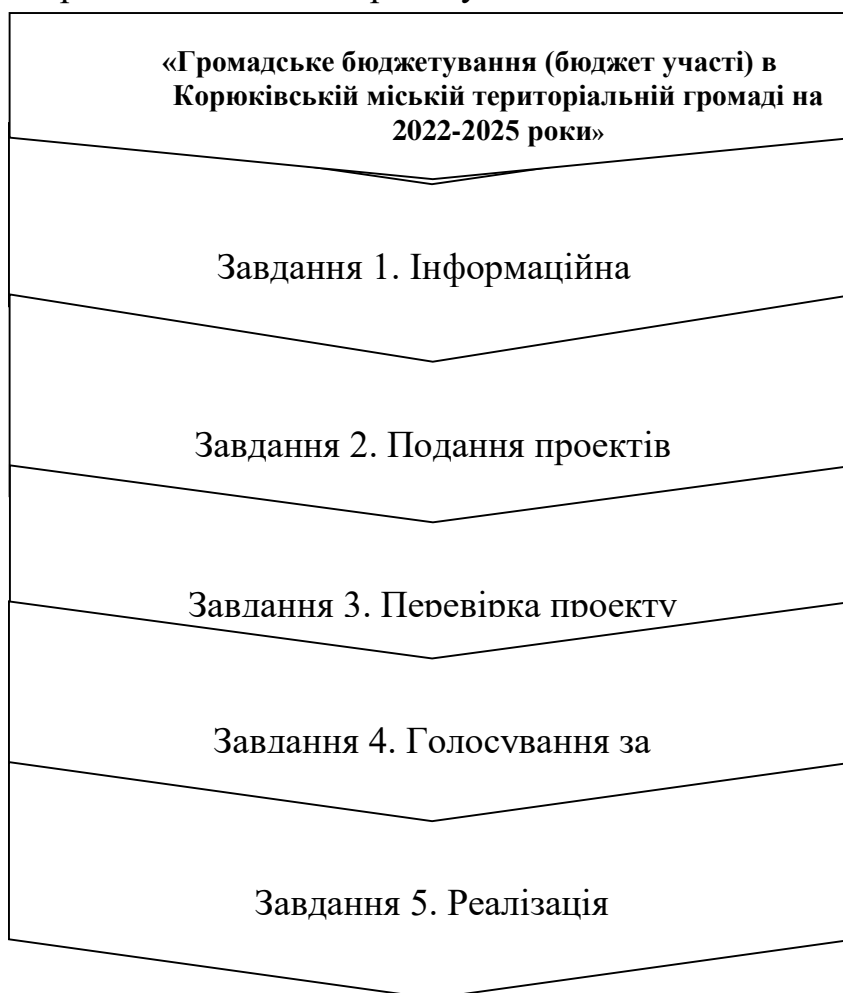 «Громадське бюджетування (бюджет участі) в
Корюківській міській територіальній громаді на
2022-2025 роки»
Завдання 1. Інформаційна
Завдання 2. Подання проектів
Завдання 3. Перевірка проекту
Завдання 4. Голосування за
Завдання 5. Реалізація